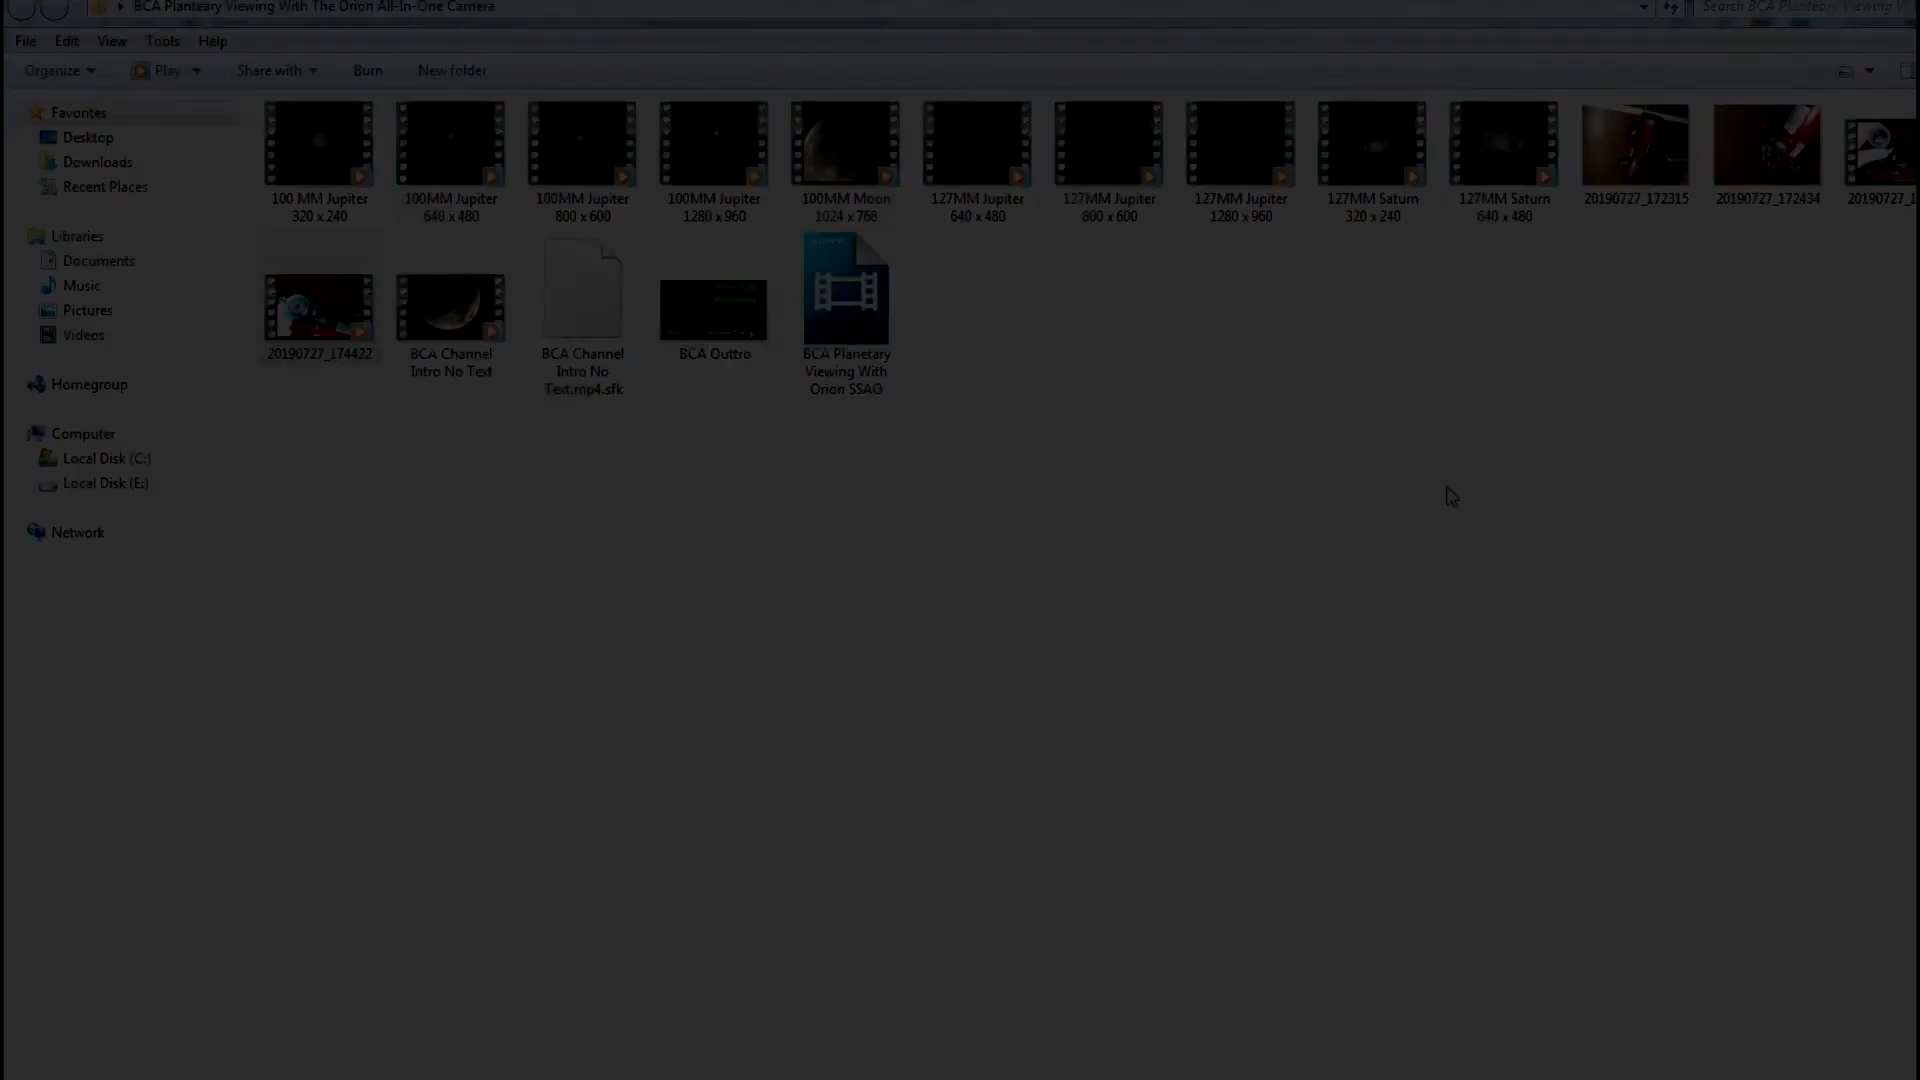 BCA Planteary Viewing With The Orion All-In-One Camera
Search BCA Planteary Viewing
File Edit View Tools Help
Organize Play Share with Burn New folder
Favorites
Desktop
Downloads
Recent Places
Libraries
Documents
Music
Pictures
Videos
Homegroup
Computer
Local Disk (C:)
Local Disk (E:)
Network
100 MM Jupiter
320 x 240
100MM Jupiter
640 x 480
100MM Jupiter
800 x 600
100MM Jupiter
1280 x 960
100MM Moon
1024 x 768
127MM Jupiter
640 x 480
127MM Jupiter
800 x 600
127MM Jupiter
1280 x 960
127MM Saturn
320 x 240
127MM Saturn
640 x 480
20190727_172315
20190727_172434
20190727_1
20190727_174422
BCA Channel
Intro No Text
BCA Channel
Intro No
Text.mp4.sfk
BCA Outtro
BCA Planetary
Viewing With
Orion SSAO